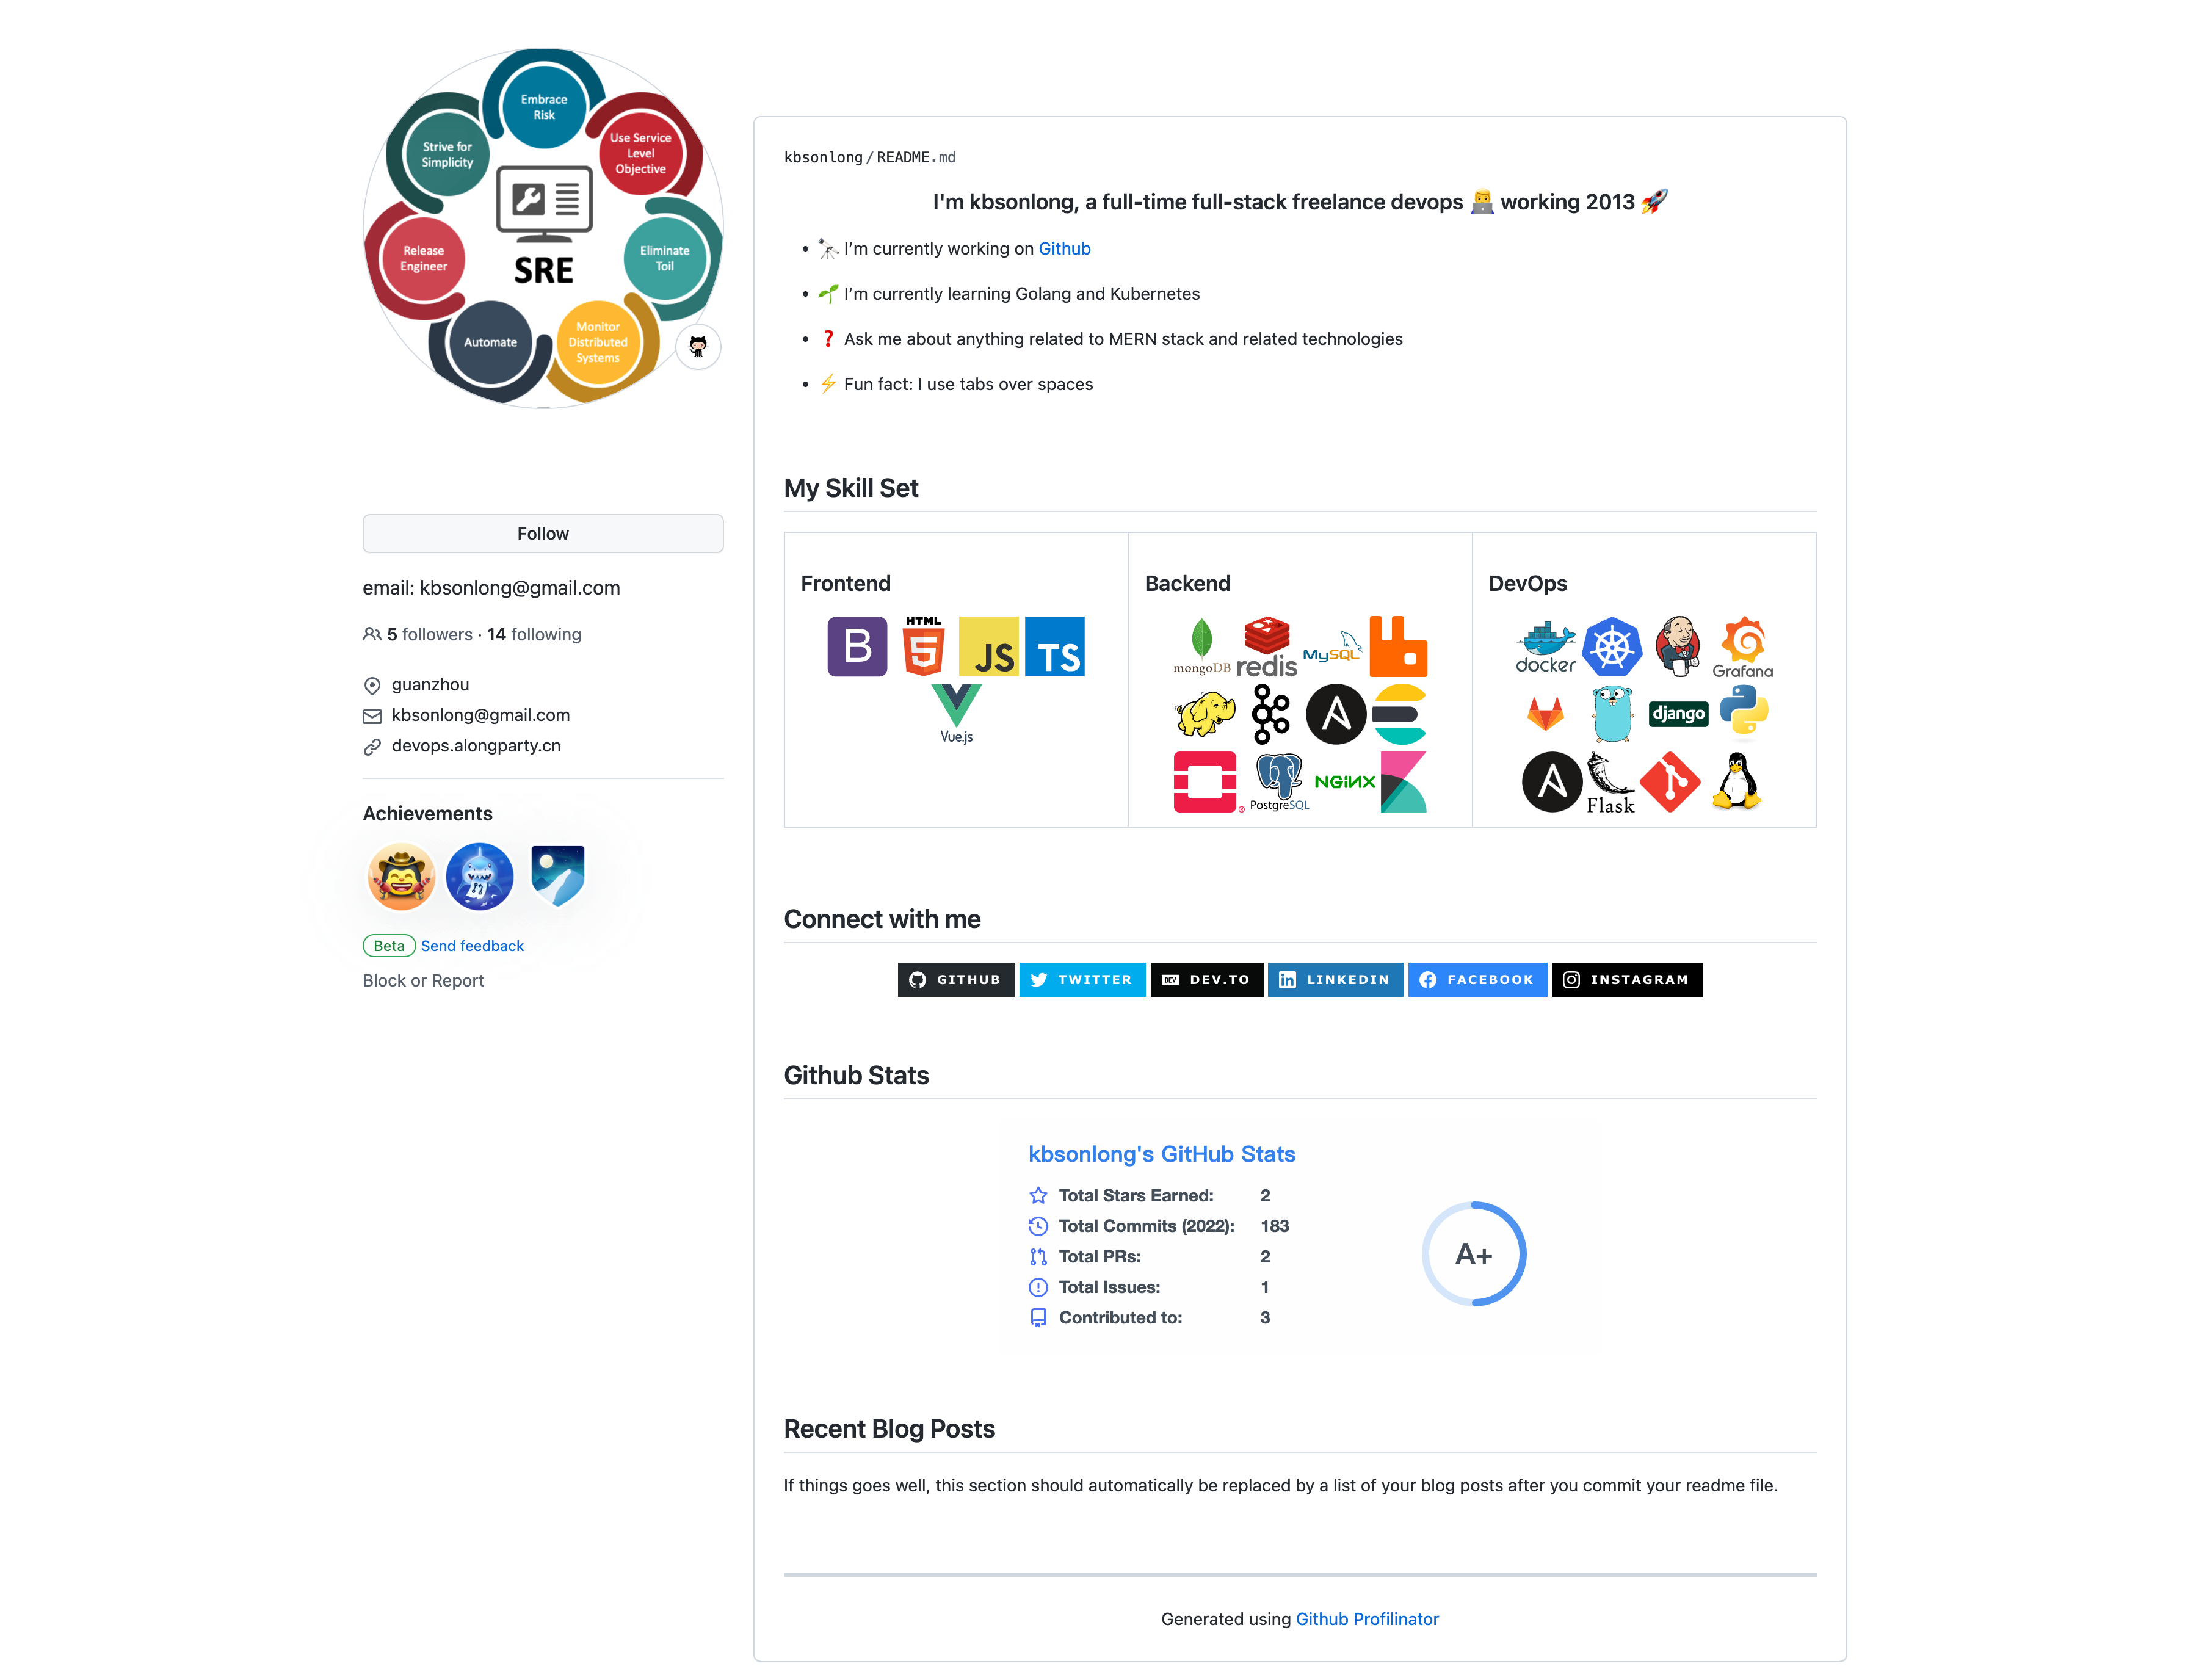 Embrace
Risk
Use Service
Level
Objective
Strive for
Simplicity
Release
Engineer
SRE
Eliminate
Toil
Automate
Monitor
Distributed
Systems
Follow
email: kbsonlong@gmail.com
5 followers · 14 following
guanzhou
kbsonlong@gmail.com
devops.alongparty.cn
Achievements
Beta Send feedback
Block or Report
kbsonlong/README.md
I'm kbsonlong, a full-time full-stack freelance devops 👨‍💻 working 2013 🚀
• 🔭 I’m currently working on Github
• 🌱 I’m currently learning Golang and Kubernetes
• ❓ Ask me about anything related to MERN stack and related technologies
• ⚡ Fun fact: I use tabs over spaces
My Skill Set
Frontend
B HTML 5 JS TS
Vue.js
Backend
mongoDB redis MySQL
PostgreSQL NGINX
DevOps
docker Grafana
django
Flask
Connect with me
GITHUB TWITTER DEV DEV.TO in LINKEDIN FACEBOOK INSTAGRAM
Github Stats
kbsonlong's GitHub Stats
Total Stars Earned: 2
Total Commits (2022): 183
Total PRs: 2
Total Issues: 1
Contributed to: 3
A+
Recent Blog Posts
If things goes well, this section should automatically be replaced by a list of your blog posts after you commit your readme file.
Generated using Github Profilinator